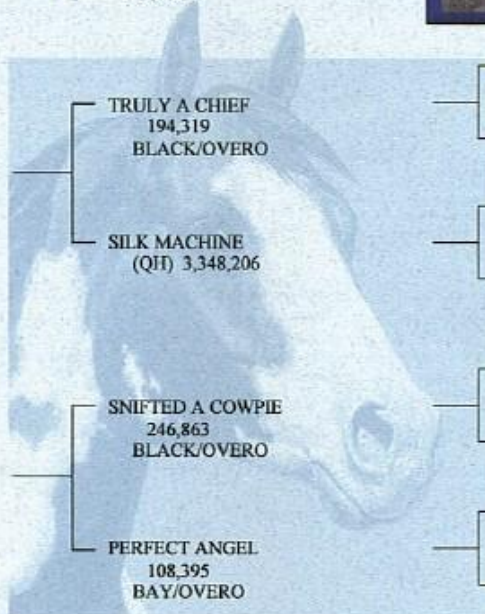 TRULY A CHIEF
194,319
BLACK/OVERO
SILK MACHINE
(QH) 3,348,206
SNIFTED A COWPIE
246,863
BLACK/OVERO
PERFECT ANGEL
108,395
BAY/OVERO